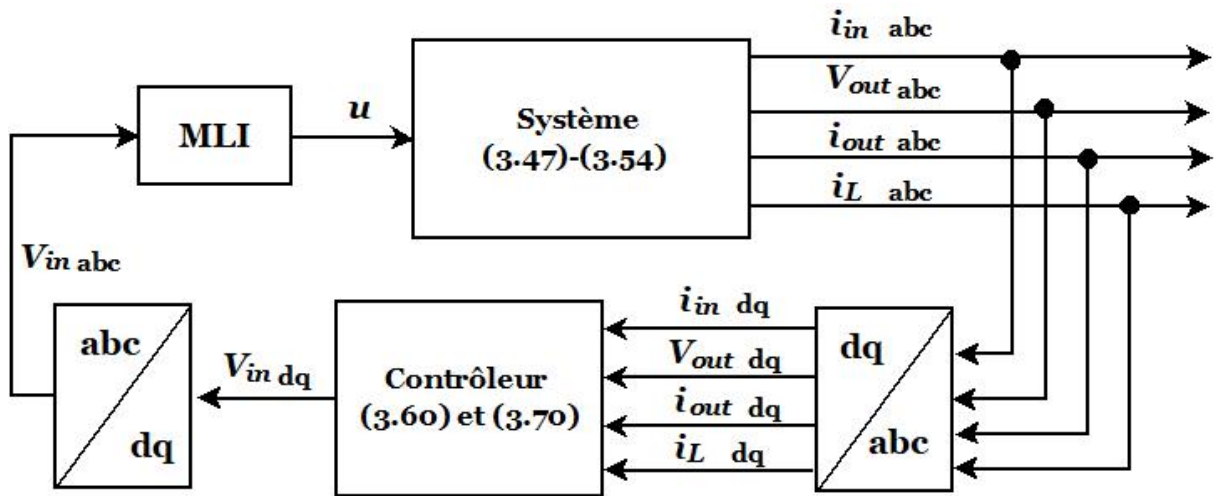 i_in abc
V_out abc
i_out abc
i_L abc
u
MLI
Système
(3.47)-(3.54)
V_in abc
abc
dq
V_in dq
Contrôleur
(3.60) et (3.70)
i_in dq
V_out dq
i_out dq
i_L dq
dq
abc